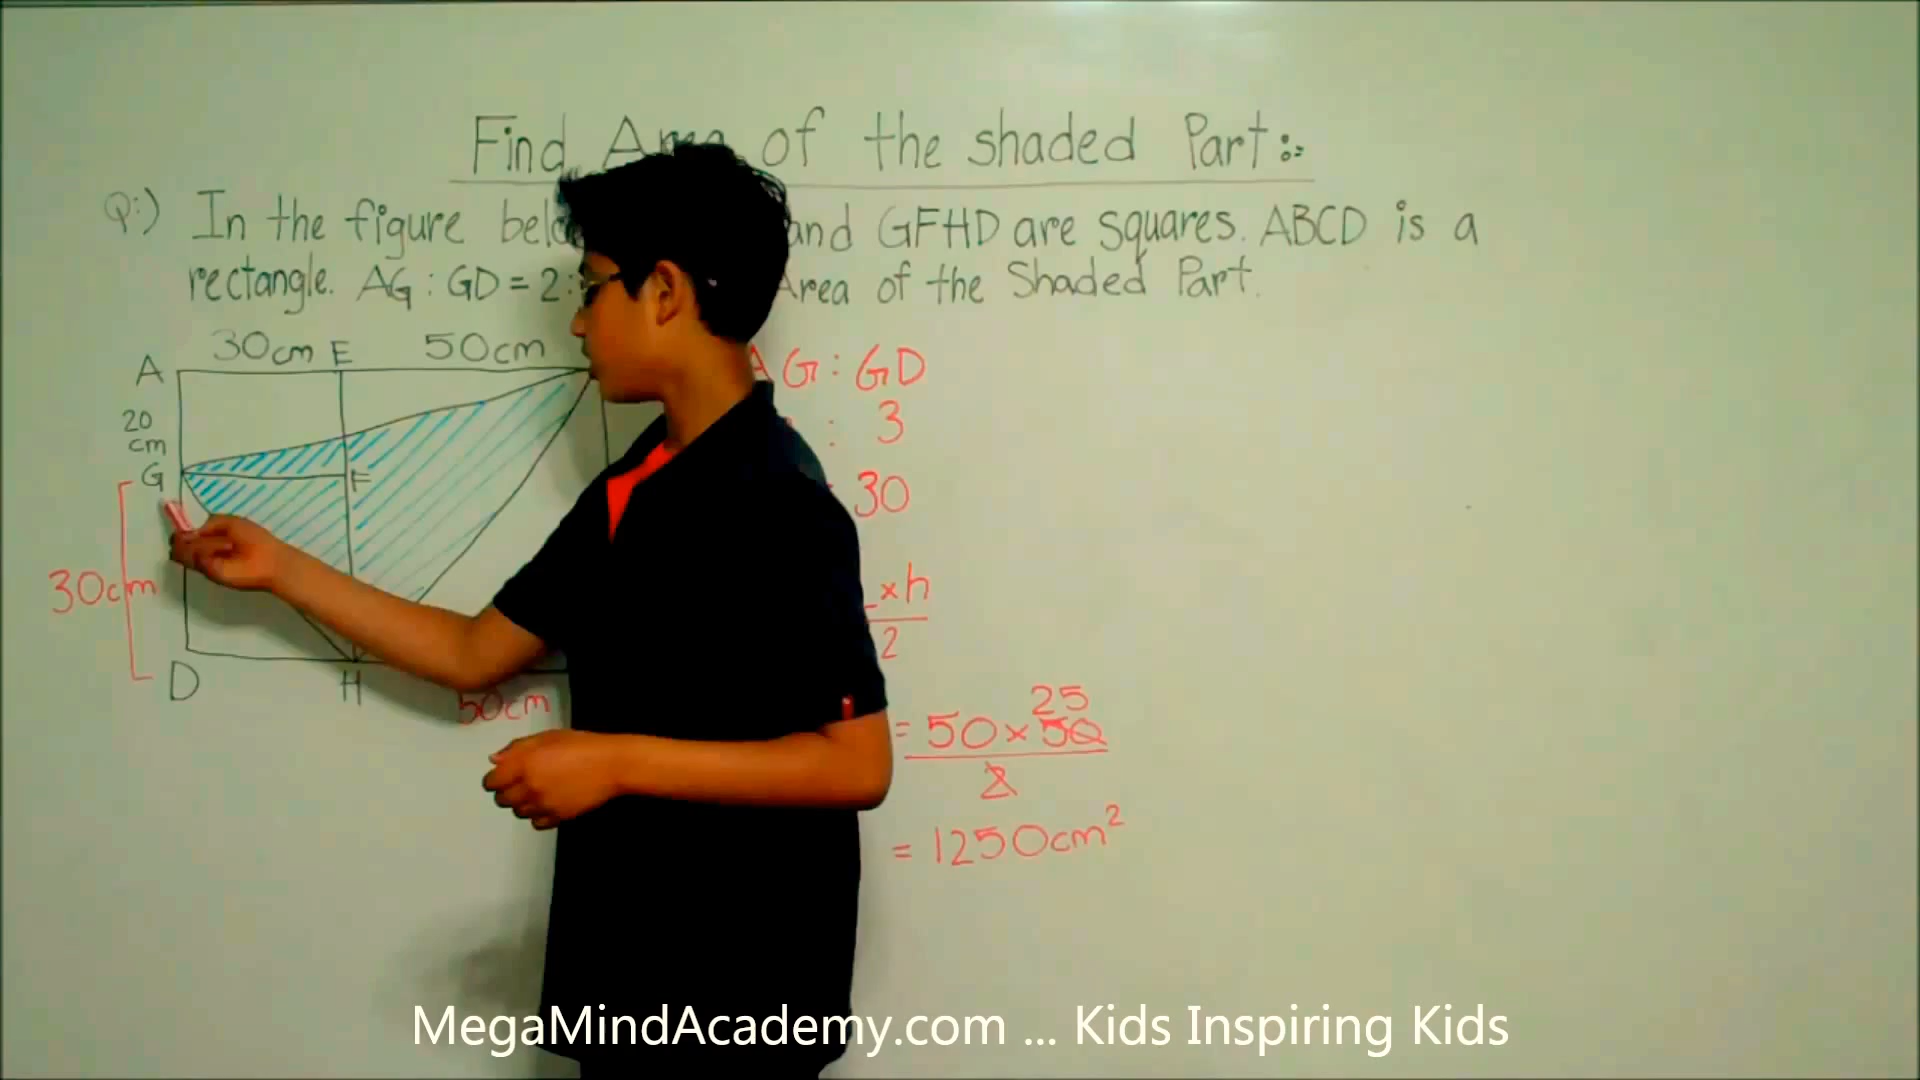 Find of the shaded Part:
Q:) In the figure and GFHD are squares. ABCD is a
rectangle. AG : GD = 2: Area of the Shaded Part.
30cm E 50cm
A
AG : GD
20
cm
: 3
G F
30
30cm
×h
2
D H
50cm
25
= 50×50
2
= 1250cm²
MegaMindAcademy.com ... Kids Inspiring Kids